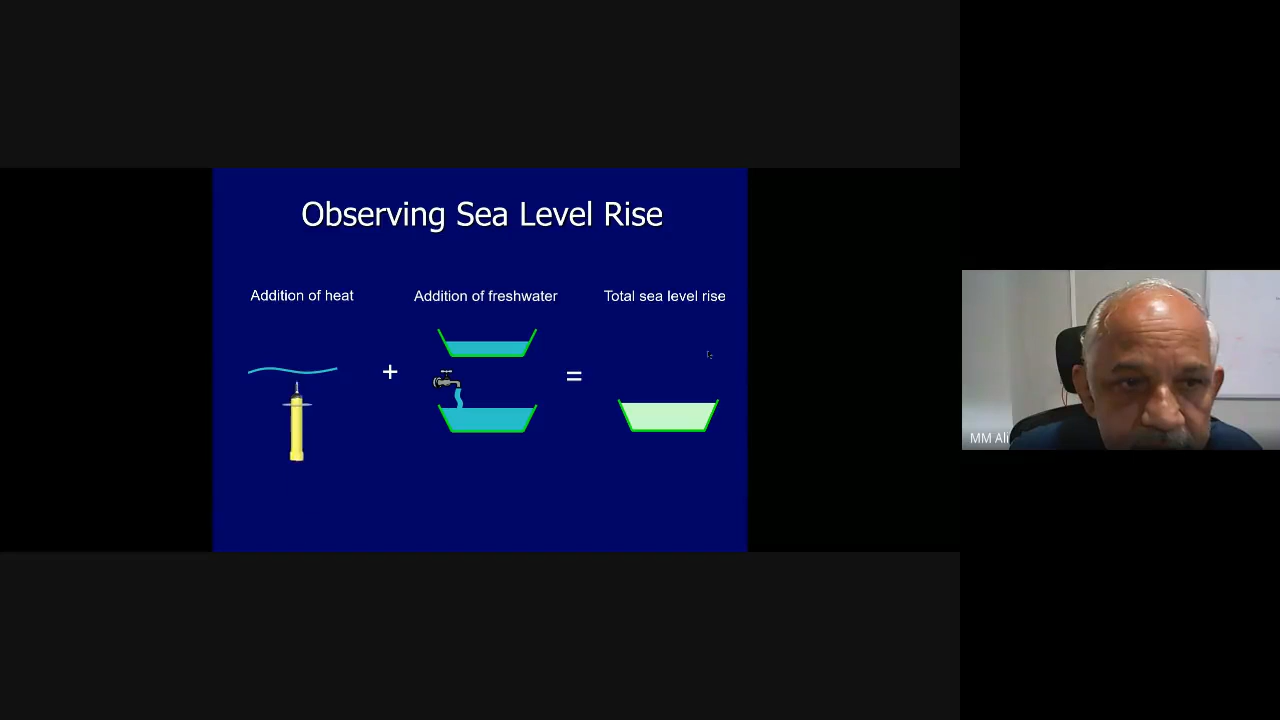 Observing Sea Level Rise
Addition of heat
Addition of freshwater
Total sea level rise
+
=
MM Ali